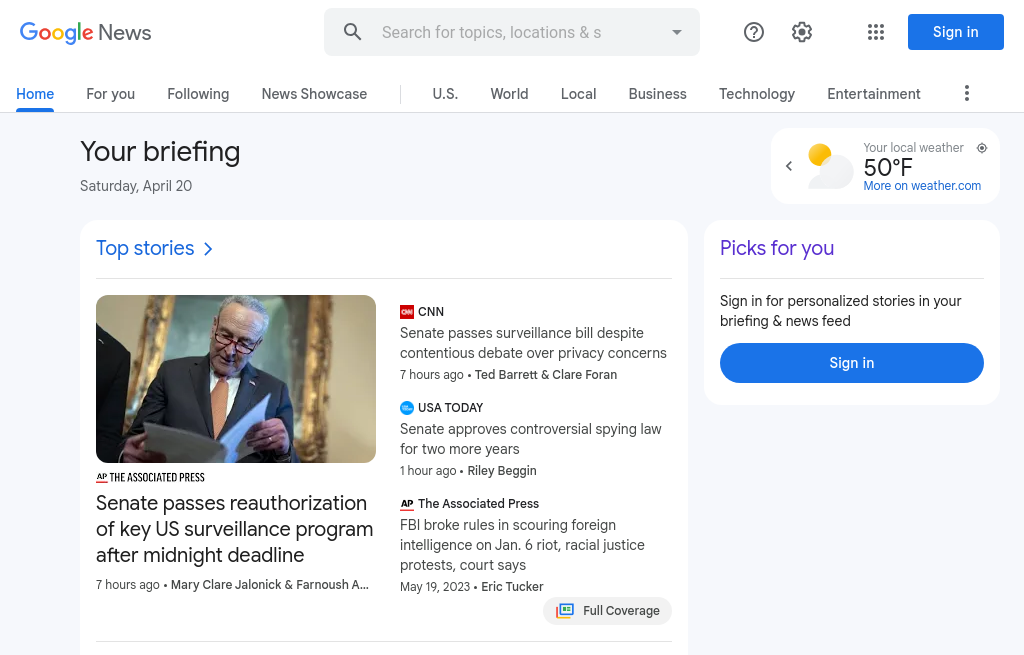 Google News
Search for topics, locations & s
Sign in
Home
For you
Following
News Showcase
U.S.
World
Local
Business
Technology
Entertainment
Your briefing
Saturday, April 20
Your local weather
50°F
More on weather.com
Top stories
AP THE ASSOCIATED PRESS
Senate passes reauthorization
of key US surveillance program
after midnight deadline
7 hours ago • Mary Clare Jalonick & Farnoush A...
CNN CNN
Senate passes surveillance bill despite
contentious debate over privacy concerns
7 hours ago • Ted Barrett & Clare Foran
USA TODAY
Senate approves controversial spying law
for two more years
1 hour ago • Riley Beggin
AP The Associated Press
FBI broke rules in scouring foreign
intelligence on Jan. 6 riot, racial justice
protests, court says
May 19, 2023 • Eric Tucker
Full Coverage
Picks for you
Sign in for personalized stories in your
briefing & news feed
Sign in